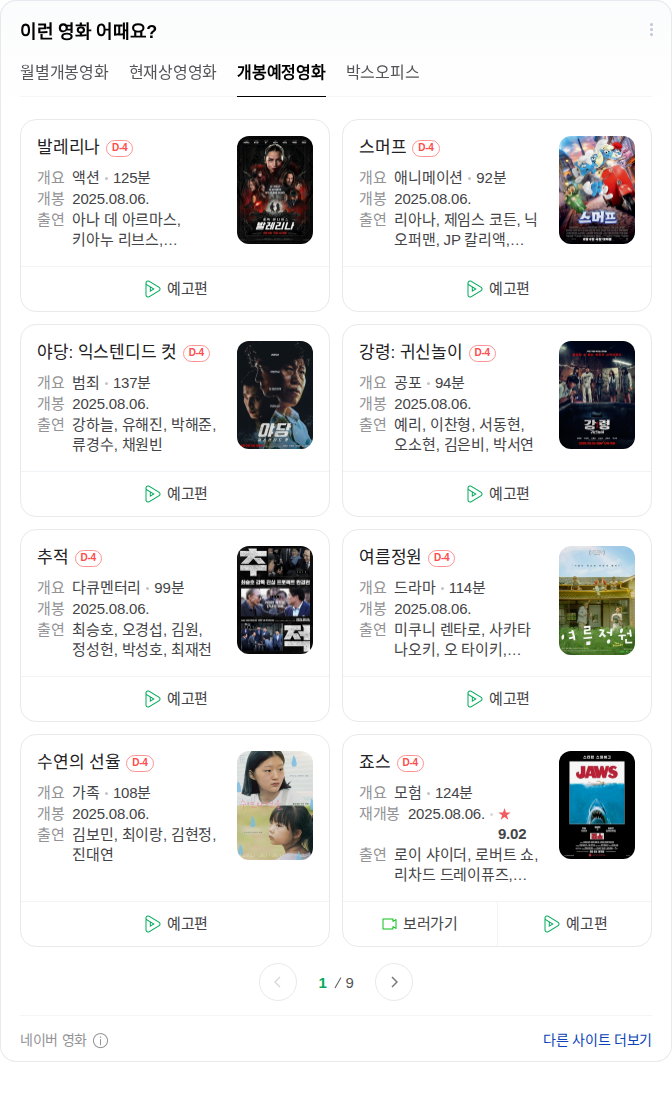 이런 영화 어때요?
월별개봉영화 현재상영영화 개봉예정영화 박스오피스
발레리나 D-4
개요 액션 · 125분
개봉 2025.08.06.
출연 아나 데 아르마스,
키아누 리브스,...
발레리나
예고편
스머프 D-4
개요 애니메이션 · 92분
개봉 2025.08.06.
출연 리아나, 제임스 코든, 닉
오퍼맨, JP 칼리액,...
스머프
예고편
야당: 익스텐디드 컷 D-4
개요 범죄 · 137분
개봉 2025.08.06.
출연 강하늘, 유해진, 박해준,
류경수, 채원빈
야당
예고편
강령: 귀신놀이 D-4
개요 공포 · 94분
개봉 2025.08.06.
출연 예리, 이찬형, 서동현,
오소현, 김은비, 박서연
강령
예고편
추적 D-4
개요 다큐멘터리 · 99분
개봉 2025.08.06.
출연 최승호, 오경섭, 김원,
정성헌, 박성호, 최재천
추
최승호 감독 진실 프로젝트 완결판
적
예고편
여름정원 D-4
개요 드라마 · 114분
개봉 2025.08.06.
출연 미쿠니 렌타로, 사카타
나오키, 오 타이키,...
여름정원
예고편
수연의 선율 D-4
개요 가족 · 108분
개봉 2025.08.06.
출연 김보민, 최이랑, 김현정,
진대연
예고편
죠스 D-4
개요 모험 · 124분
재개봉 2025.08.06. · ★
9.02
출연 로이 샤이더, 로버트 쇼,
리차드 드레이퓨즈,...
JAWS
보러가기 예고편
1 / 9
네이버 영화 다른 사이트 더보기